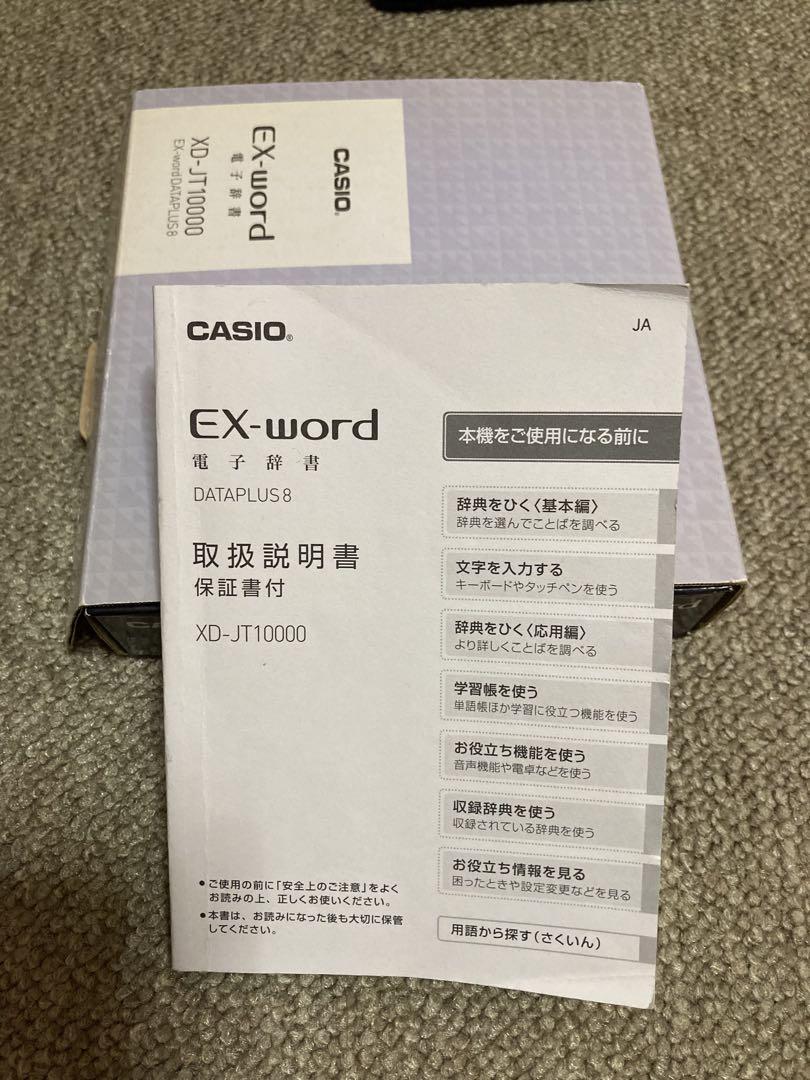 CASIO®
EX-word
電子辞書
XD-JT10000
EX-word DATAPLUS8
CASIO®
JA
EX-word
電子辞書
DATAPLUS8
取扱説明書
保証書付
XD-JT10000
本機をご使用になる前に
辞典をひく〈基本編〉
辞典を選んでことばを調べる
文字を入力する
キーボードやタッチペンを使う
辞典をひく〈応用編〉
より詳しくことばを調べる
学習帳を使う
単語帳ほか学習に役立つ機能を使う
お役立ち機能を使う
音声機能や電卓などを使う
収録辞典を使う
収録されている辞典を使う
お役立ち情報を見る
困ったときや設定変更などを見る
用語から探す(さくいん)
●ご使用の前に「安全上のご注意」をよく
お読みの上、正しくお使いください。
●本書は、お読みになった後も大切に保管
してください。